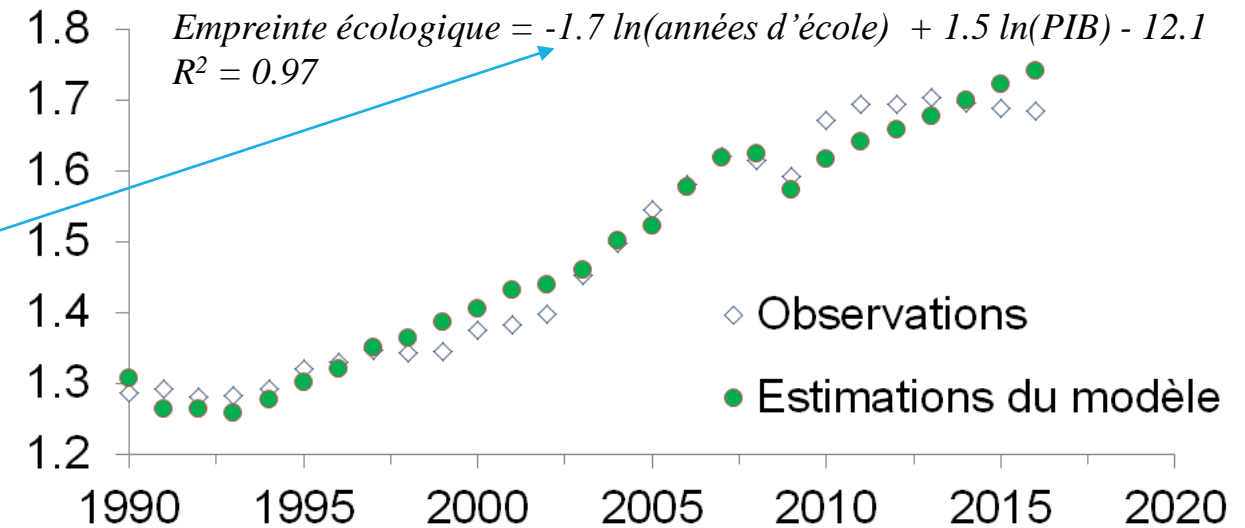 Empreinte écologique = -1.7 ln(années d'école) + 1.5 ln(PIB) - 12.1
R² = 0.97
1.8
1.7
1.6
1.5
1.4
1.3
1.2
Observations
Estimations du modèle
1990 1995 2000 2005 2010 2015 2020